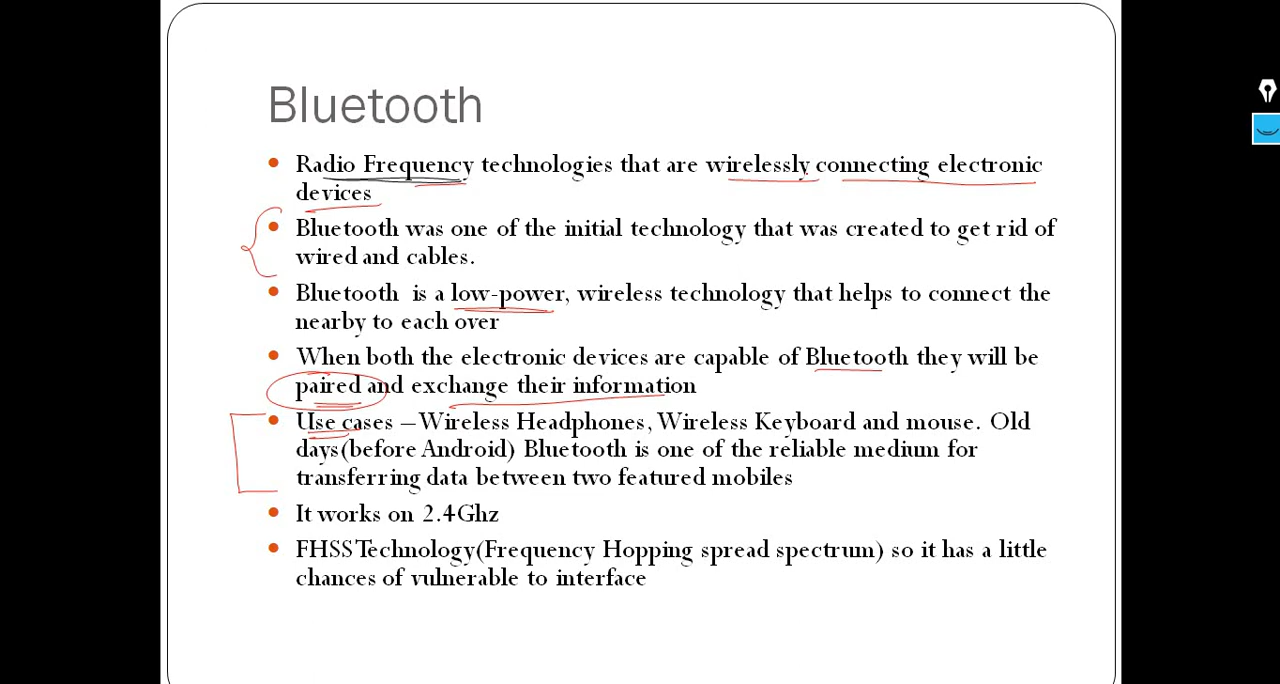 Bluetooth
Radio Frequency technologies that are wirelessly connecting electronic
devices
Bluetooth was one of the initial technology that was created to get rid of
wired and cables.
Bluetooth is a low-power, wireless technology that helps to connect the
nearby to each over
When both the electronic devices are capable of Bluetooth they will be
paired and exchange their information
Use cases – Wireless Headphones, Wireless Keyboard and mouse. Old
days(before Android) Bluetooth is one of the reliable medium for
transferring data between two featured mobiles
It works on 2.4Ghz
FHSS Technology(Frequency Hopping spread spectrum) so it has a little
chances of vulnerable to interface